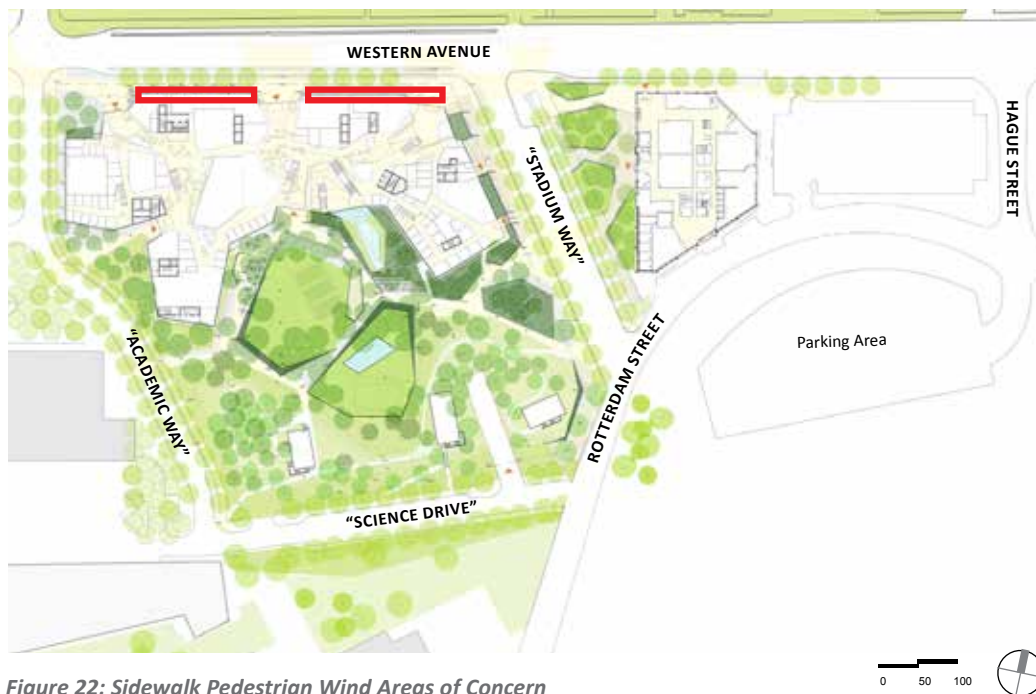 WESTERN AVENUE
HAGUE STREET
"STADIUM WAY"
Parking Area
ROTTERDAM STREET
"ACADEMIC WAY"
"SCIENCE DRIVE"
0 50 100
Figure 22: Sidewalk Pedestrian Wind Areas of Concern